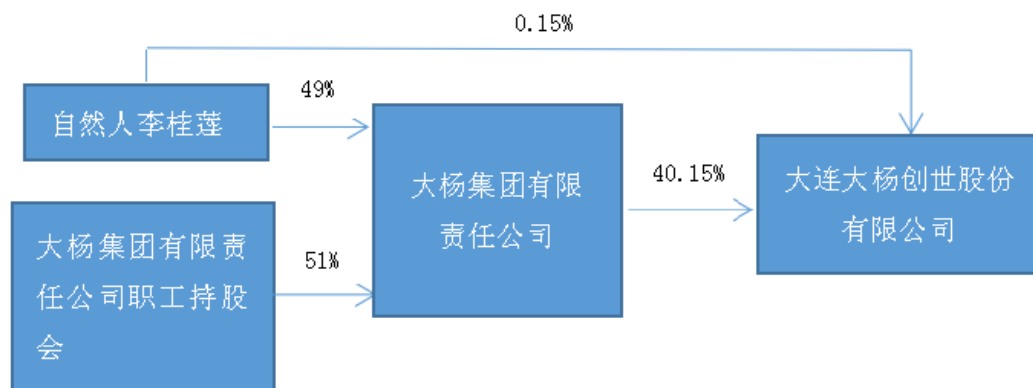 0.15%
49%
自然人李桂莲
大杨集团有限
责任公司
40.15%
大连大杨创世股份
有限公司
大杨集团有限责
任公司职工持股
会
51%